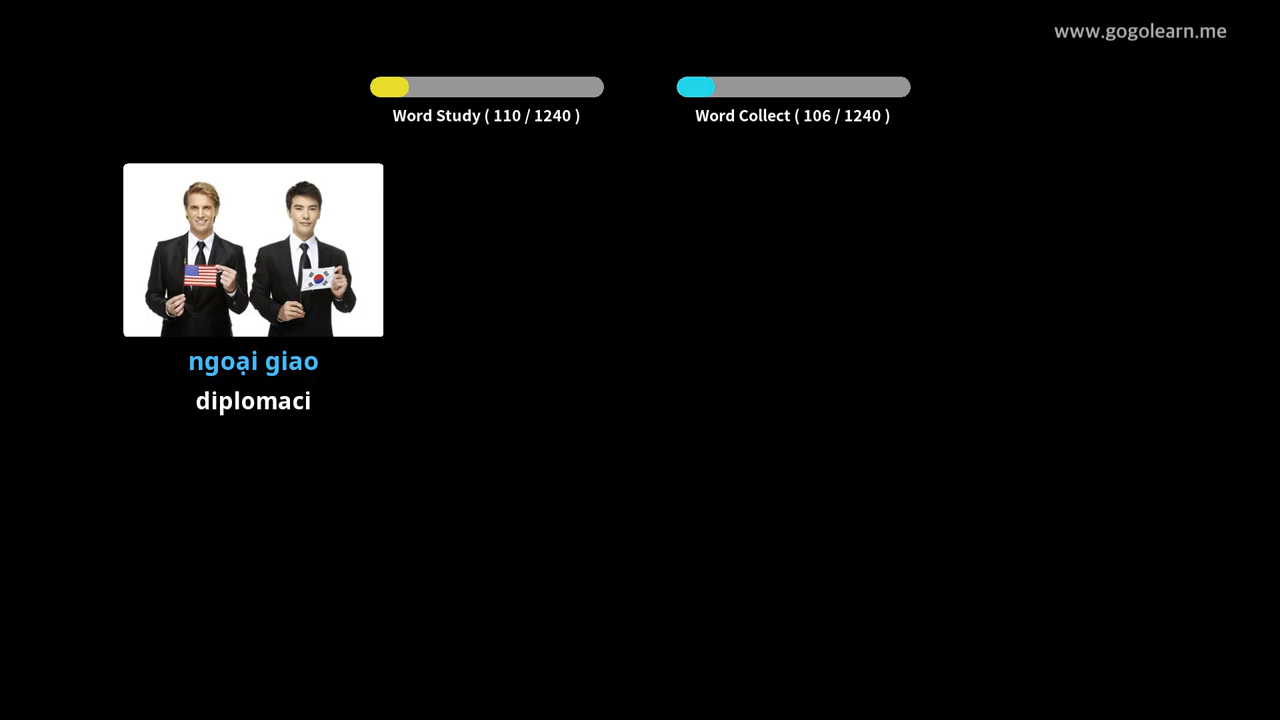 www.gogolearn.me
Word Study ( 110 / 1240 )
Word Collect ( 106 / 1240 )
ngoại giao
diplomaci